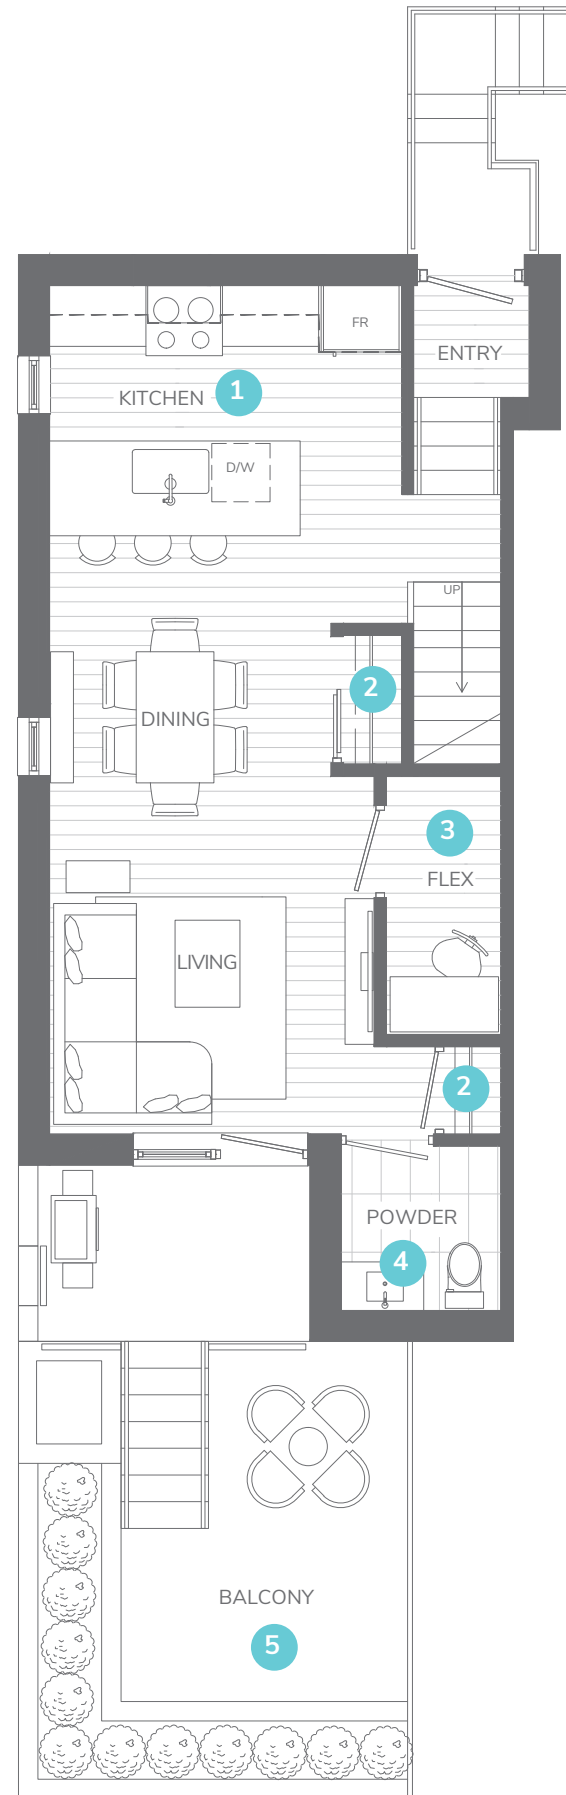 FR
ENTRY
KITCHEN 1
D/W
UP
2
DINING
3
FLEX
LIVING
2
POWDER
4
BALCONY
5